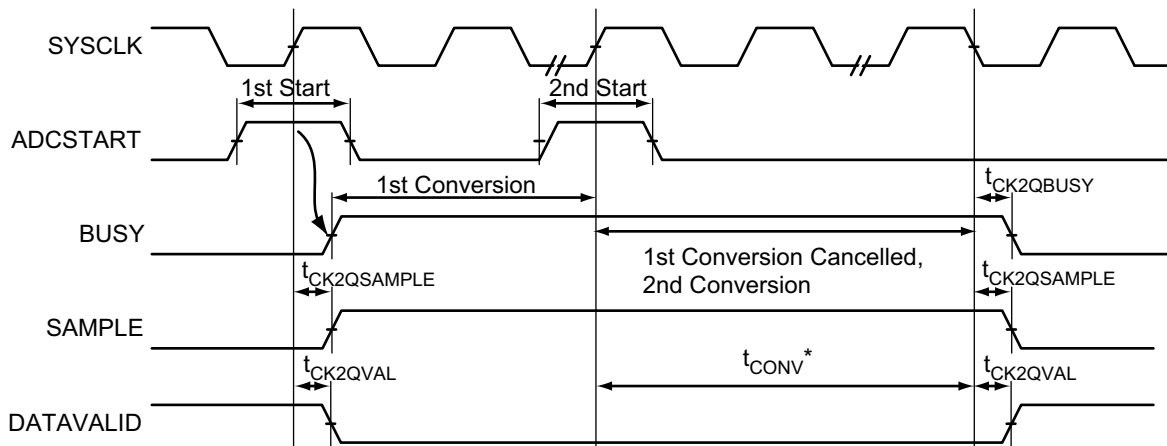 SYSCLK
1st Start
2nd Start
ADCSTART
tCK2QBUSY
1st Conversion
BUSY
1st Conversion Cancelled,
2nd Conversion
tCK2QSAMPLE
tCK2QSAMPLE
SAMPLE
tCONV*
tCK2QVAL
tCK2QVAL
DATAVALID